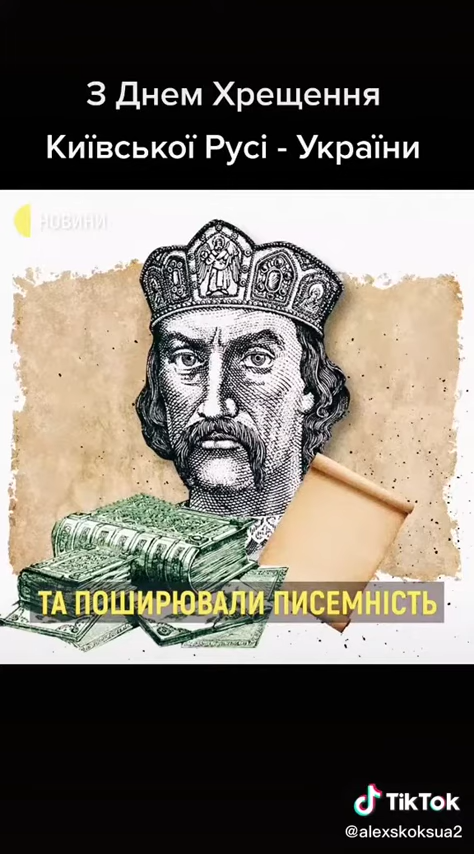 З Днем Хрещення
Київської Русі - України
НОВИНИ
ТА ПОШИРЮВАЛИ ПИСЕМНІСТЬ
TikTok
@alexskoksua2